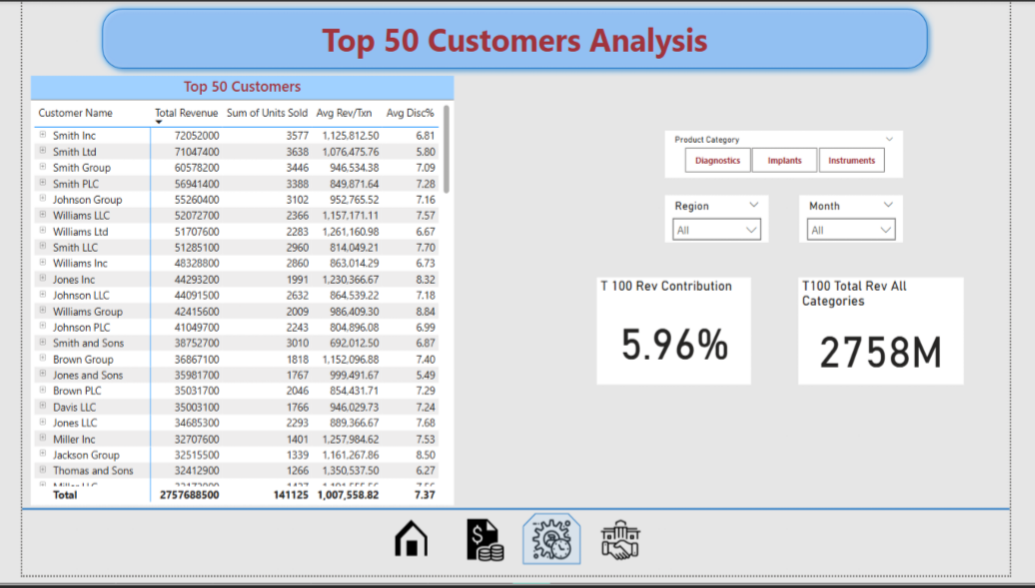 Top 50 Customers Analysis
Top 50 Customers
Customer Name Total Revenue Sum of Units Sold Avg Rev/Txn Avg Disc%
Smith Inc 72052000 3577 1,125,812.50 6.81
Smith Ltd 71047400 3638 1,076,475.76 5.80
Smith Group 60578200 3446 946,534.38 7.09
Smith PLC 56941400 3388 849,871.64 7.28
Johnson Group 55260400 3102 952,765.52 7.16
Williams LLC 52072700 2366 1,157,171.11 7.57
Williams Ltd 51707600 2283 1,261,160.98 6.67
Smith LLC 51285100 2960 814,049.21 7.70
Williams Inc 48328800 2860 863,014.29 6.73
Jones Inc 44293200 1991 1,230,366.67 8.32
Johnson LLC 44091500 2632 864,539.22 7.18
Williams Group 42415600 2009 986,409.30 8.84
Johnson PLC 41049700 2243 804,896.08 6.99
Smith and Sons 38752700 3010 692,012.50 6.87
Brown Group 36867100 1818 1,152,096.88 7.40
Jones and Sons 35981700 1767 999,491.67 5.49
Brown PLC 35031700 2046 854,431.71 7.29
Davis LLC 35003100 1766 946,029.73 7.24
Jones LLC 34685300 2293 889,366.67 7.68
Miller Inc 32707600 1401 1,257,984.62 7.53
Jackson Group 32515500 1339 1,161,267.86 8.50
Thomas and Sons 32412900 1266 1,350,537.50 6.27
Total 2757688500 141125 1,007,558.82 7.37
Product Category
Diagnostics Implants Instruments
Region Month
All All
T 100 Rev Contribution
5.96%
T100 Total Rev All
Categories
2758M